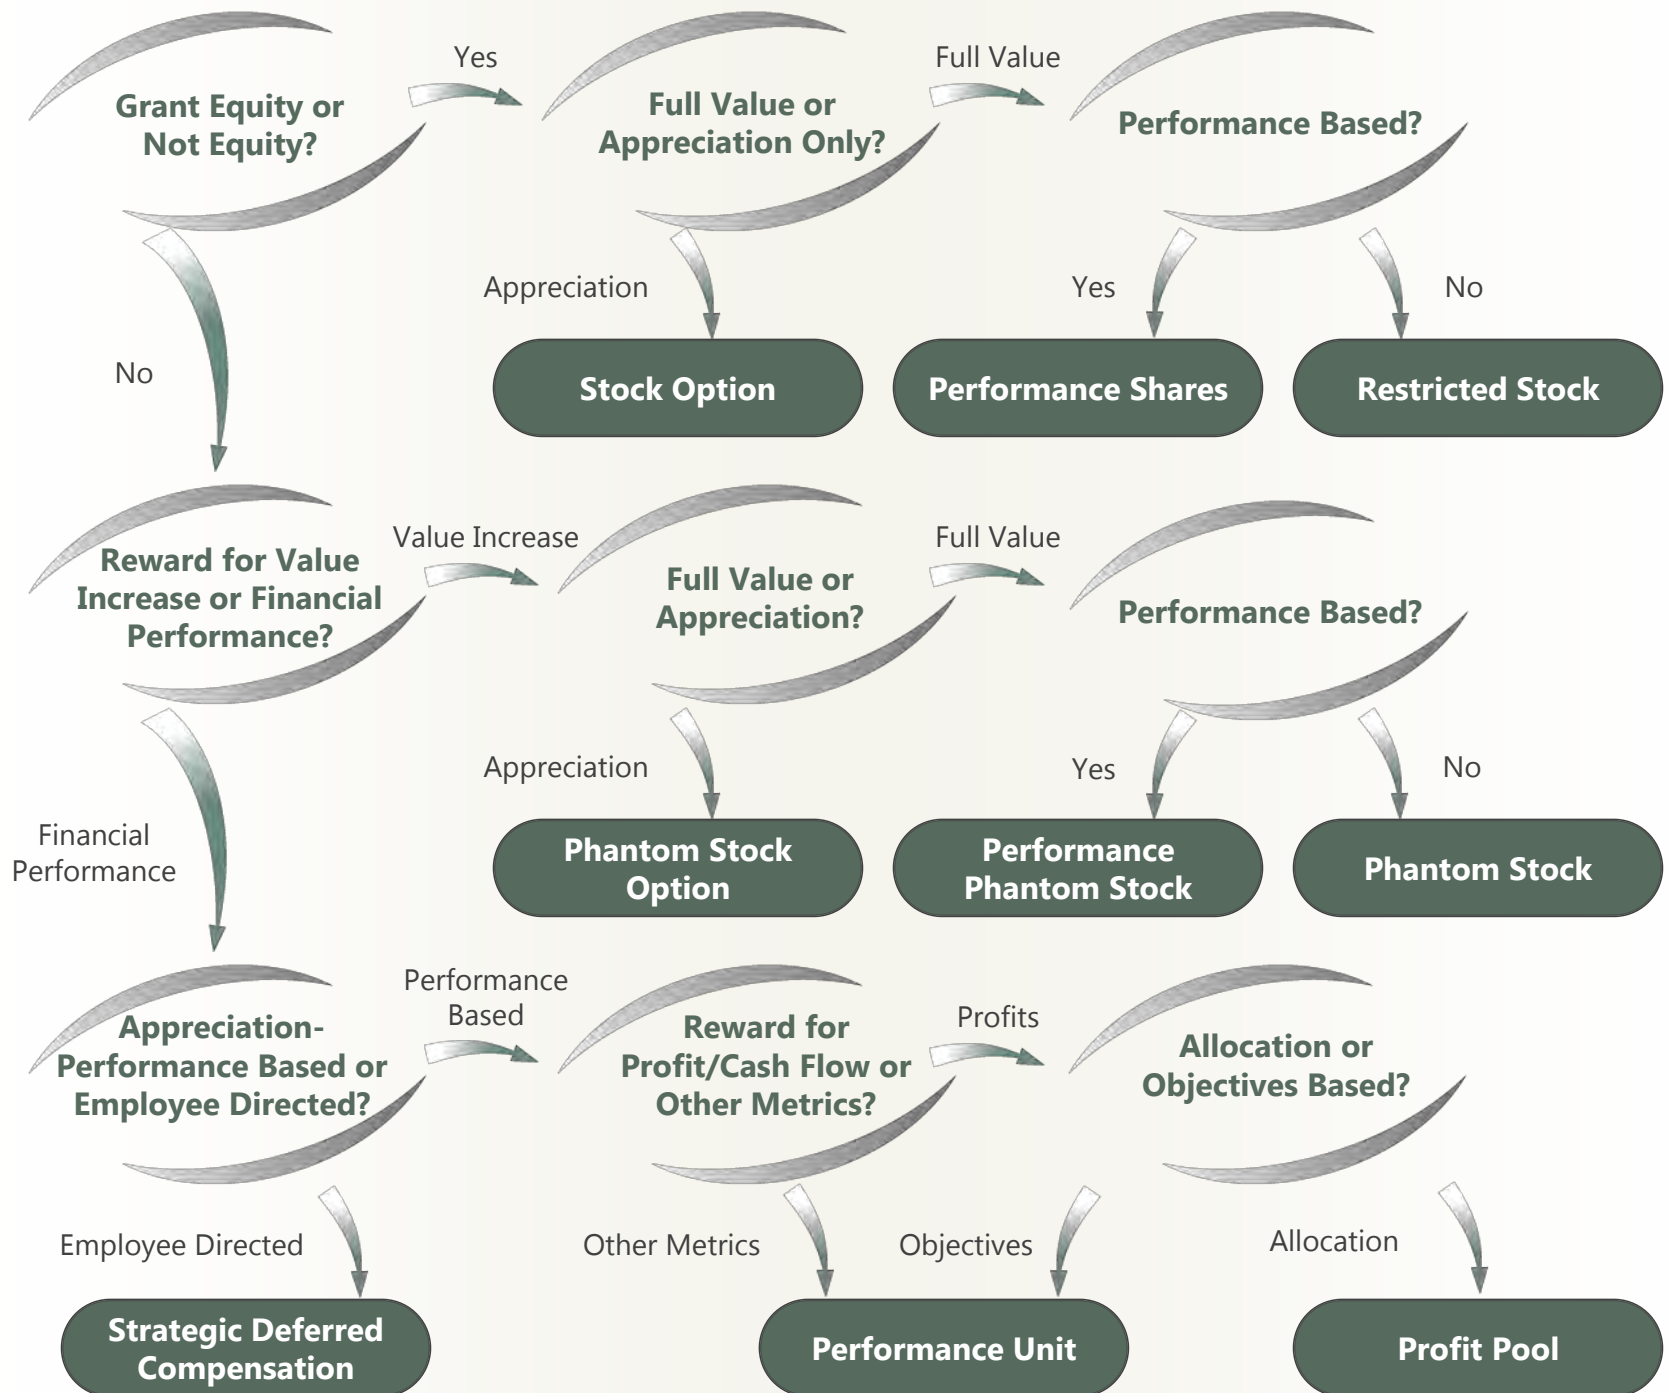 Yes
Full Value
Grant Equity or
Not Equity?
Full Value or
Appreciation Only?
Performance Based?
Appreciation
Yes
No
No
Stock Option
Performance Shares
Restricted Stock
Value Increase
Full Value
Reward for Value
Increase or Financial
Performance?
Full Value or
Appreciation?
Performance Based?
Appreciation
Yes
No
Financial
Performance
Phantom Stock
Option
Performance
Phantom Stock
Phantom Stock
Performance
Based
Profits
Appreciation-
Performance Based or
Employee Directed?
Reward for
Profit/Cash Flow or
Other Metrics?
Allocation or
Objectives Based?
Employee Directed
Other Metrics
Objectives
Allocation
Strategic Deferred
Compensation
Performance Unit
Profit Pool